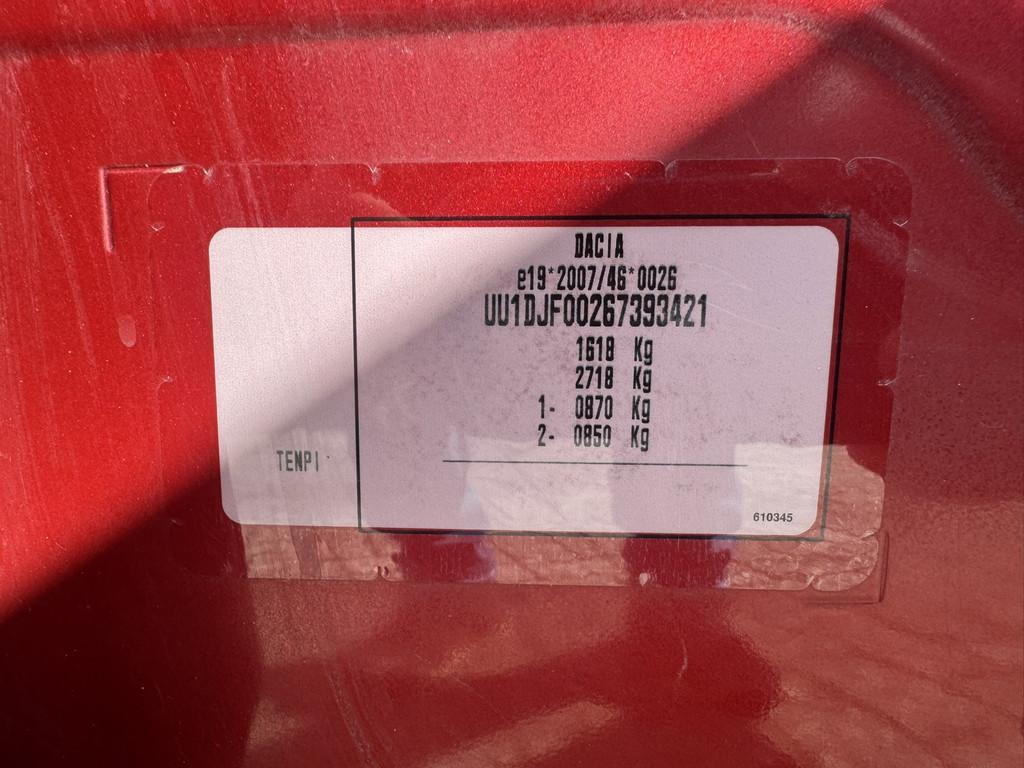 DACIA
e19*2007/46*0026
UU1DJF00267393421
1618 Kg
2718 Kg
1- 0870 Kg
2- 0850 Kg
TENPI
610345